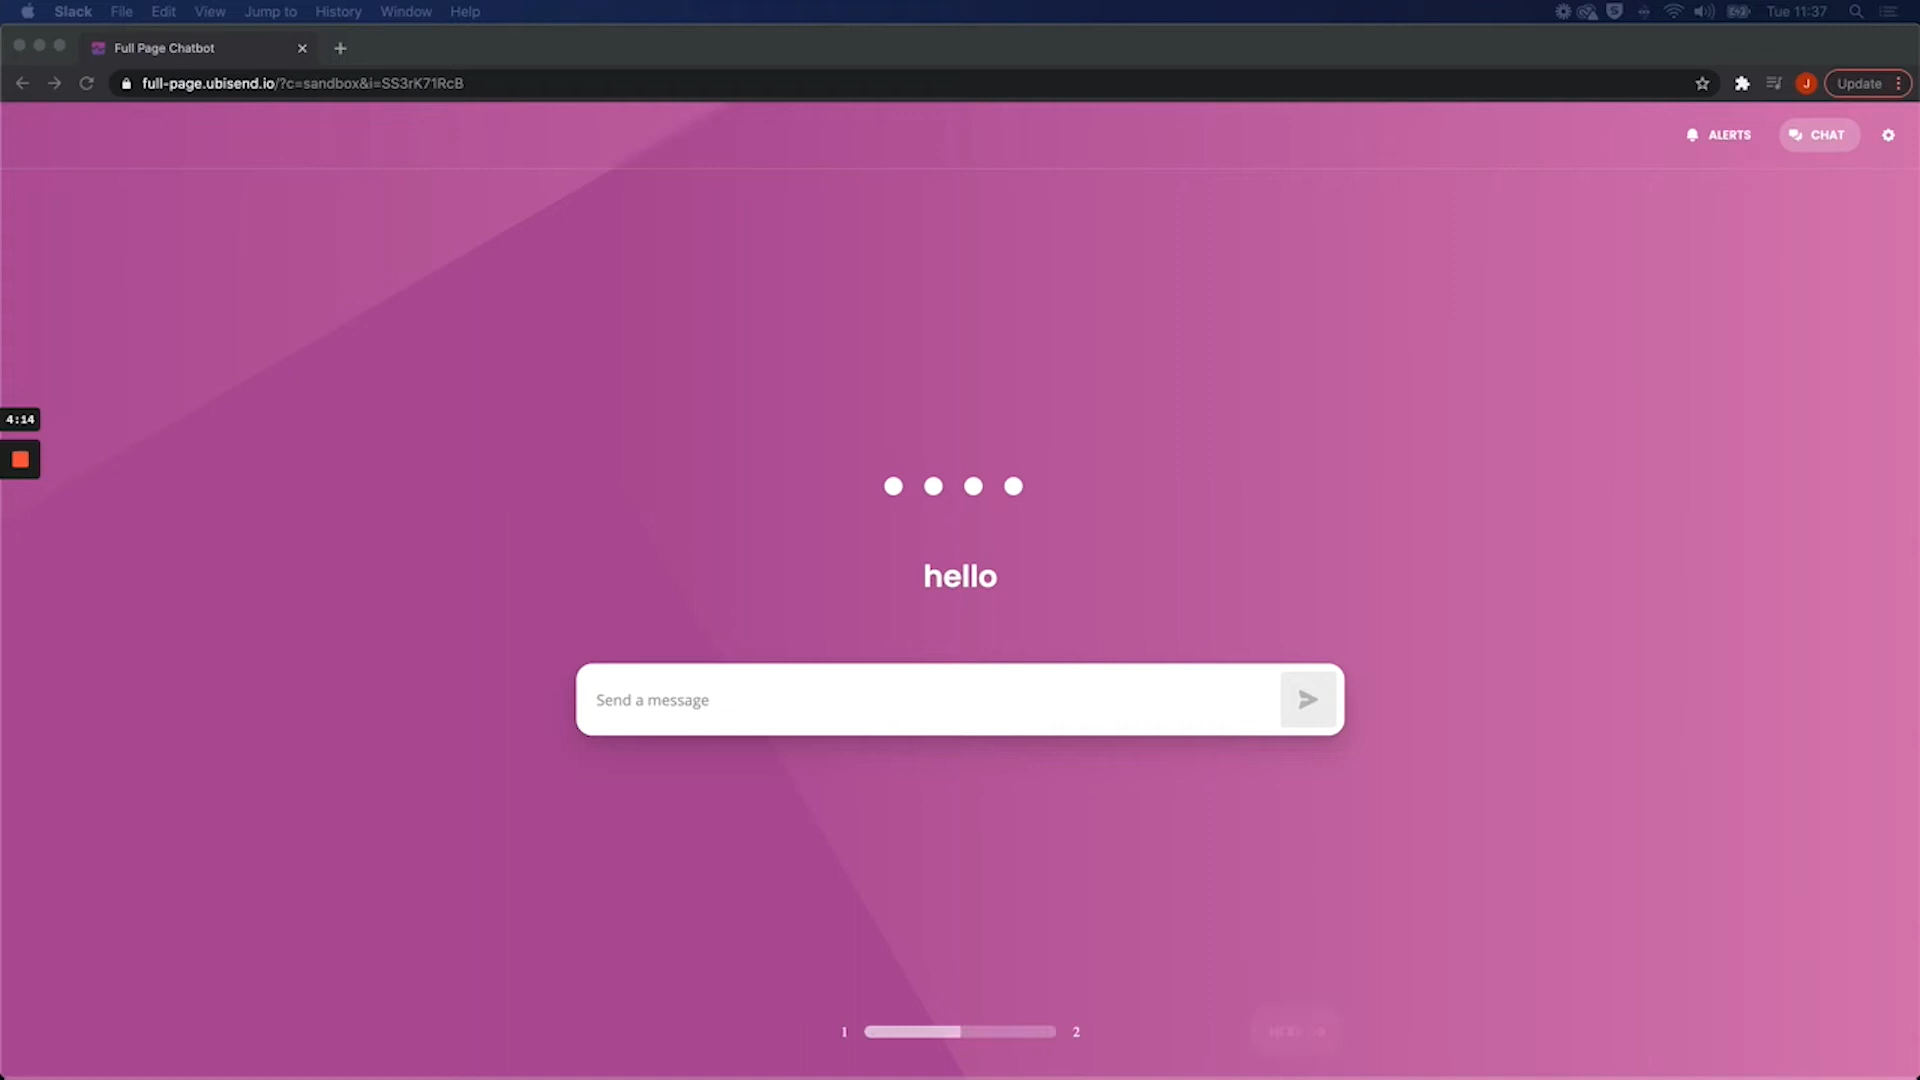 Slack File Edit View Jump to History Window Help Tue 11:37
Full Page Chatbot
full-page.ubisend.io/?c=sandbox&i=SS3rK71RcB J Update
ALERTS CHAT
4:14
hello
Send a message
1 2 NEXT